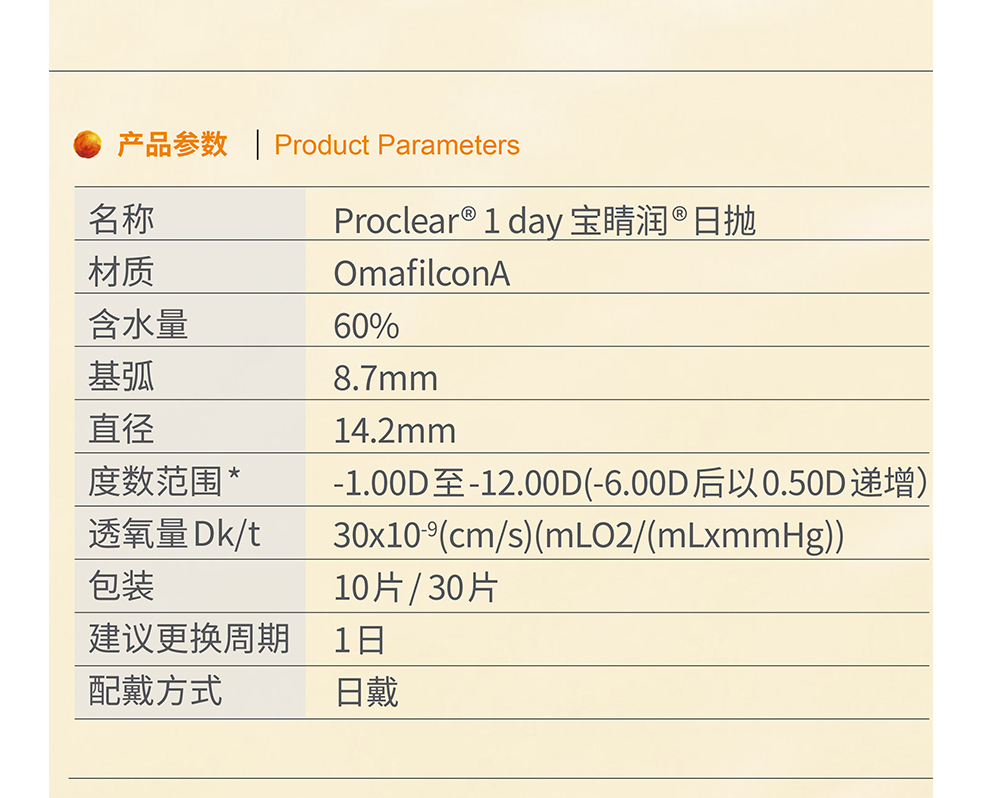 产品参数 | Product Parameters
名称 Proclear® 1 day 宝晴润® 日抛
材质 OmafilconA
含水量 60%
基弧 8.7mm
直径 14.2mm
度数范围* -1.00D至-12.00D(-6.00D后以0.50D递增)
透氧量Dk/t 30x10⁻⁹(cm/s)(mLO2/(mLxmmHg))
包装 10片/30片
建议更换周期 1日
配戴方式 日戴